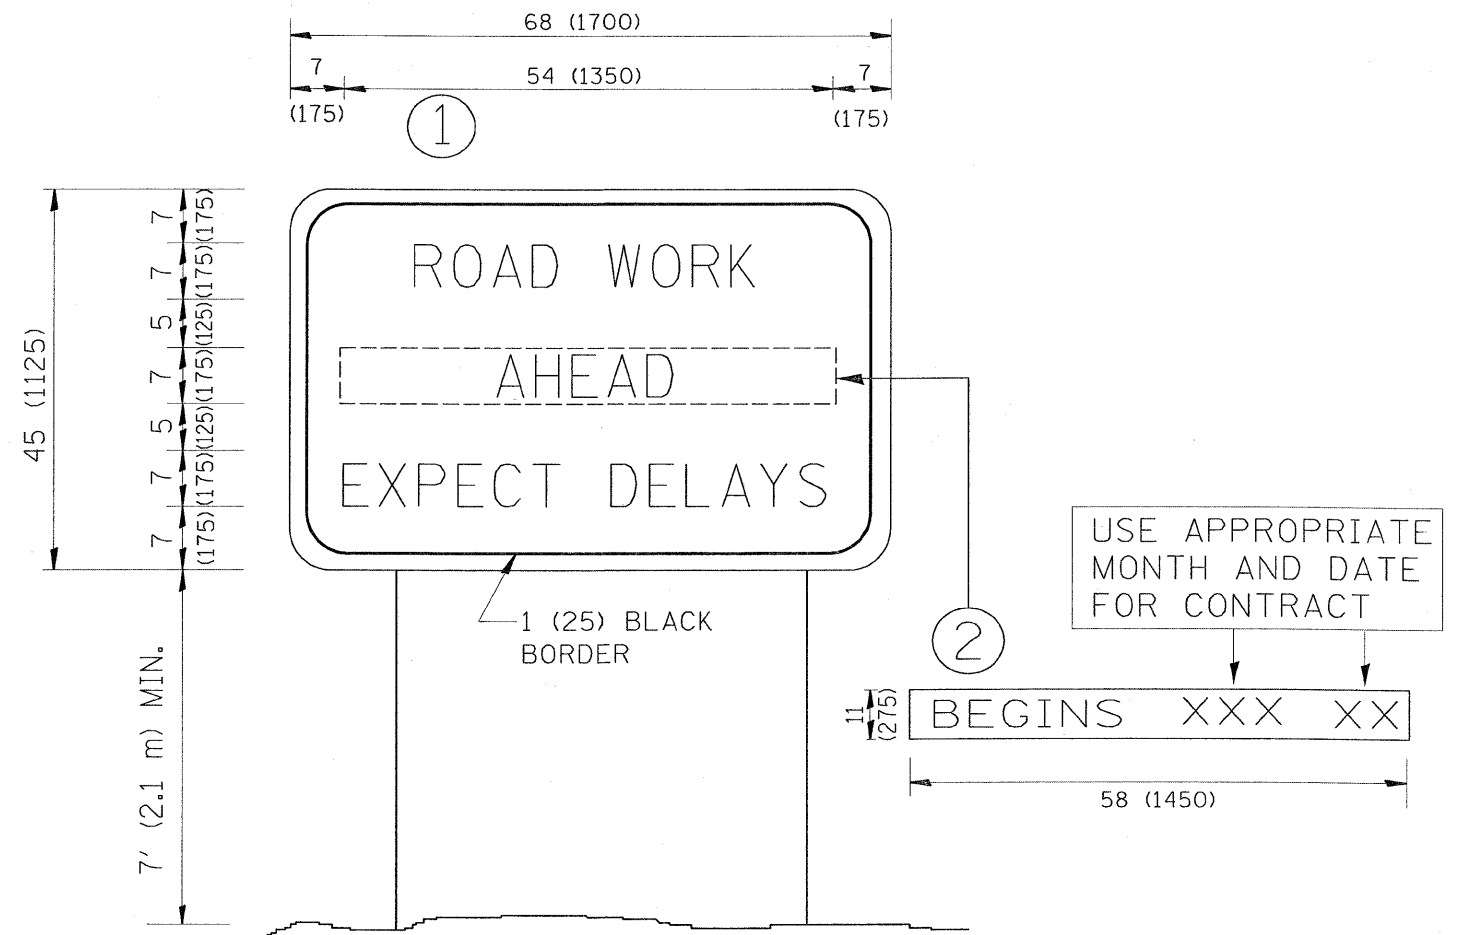 68 (1700)
7
54 (1350)
7
(175)
(175)
1
45 (1125)
7 (175)
7 (175)
5 (125)
7 (175)
5 (125)
7 (175)
7 (175)
ROAD WORK
AHEAD
EXPECT DELAYS
1 (25) BLACK
BORDER
7' (2.1 m) MIN.
2
USE APPROPRIATE
MONTH AND DATE
FOR CONTRACT
11
(275)
BEGINS XXX XX
58 (1450)